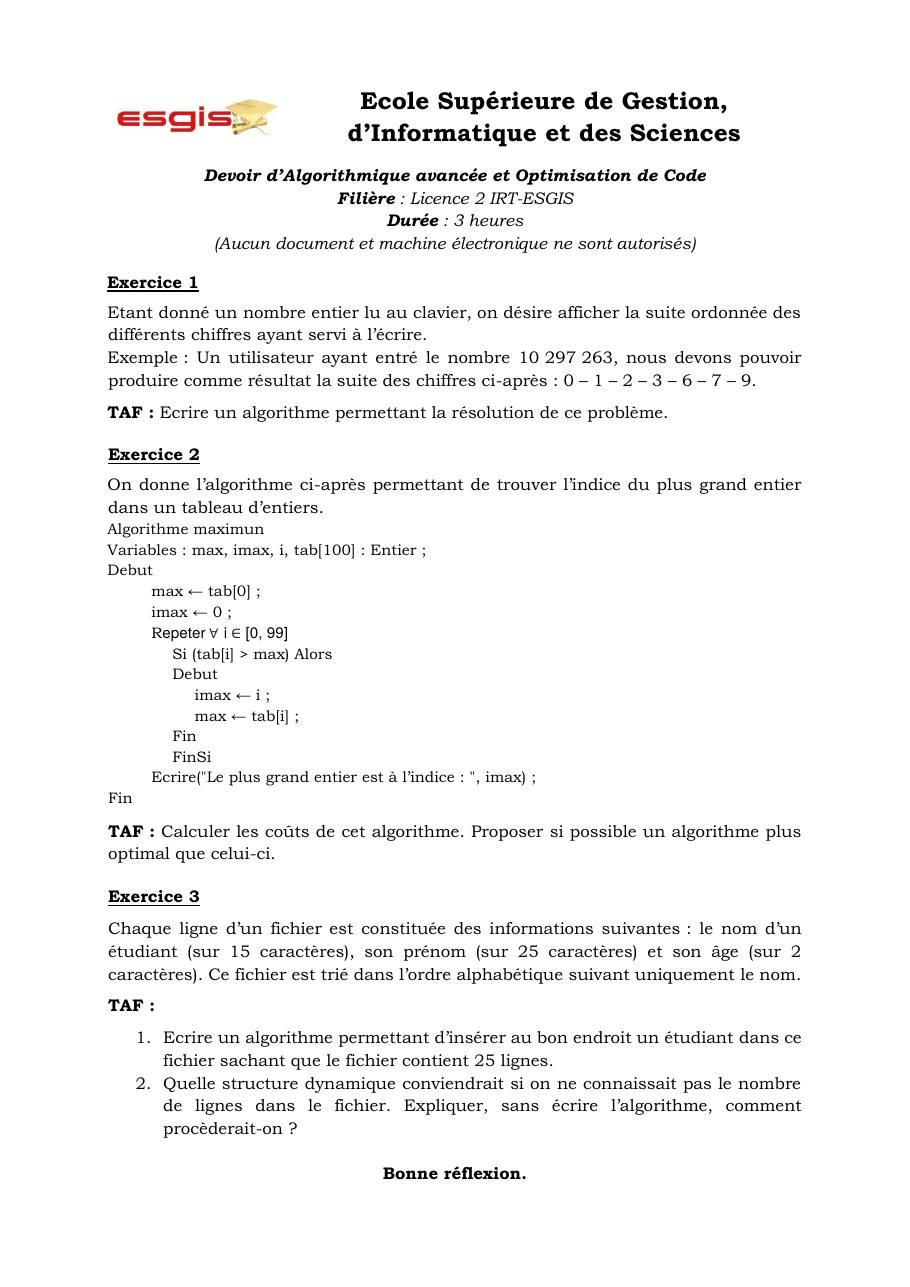 esgis
Ecole Supérieure de Gestion,
d'Informatique et des Sciences
Devoir d'Algorithmique avancée et Optimisation de Code
Filière : Licence 2 IRT-ESGIS
Durée : 3 heures
(Aucun document et machine électronique ne sont autorisés)
Exercice 1
Etant donné un nombre entier lu au clavier, on désire afficher la suite ordonnée des
différents chiffres ayant servi à l'écrire.
Exemple : Un utilisateur ayant entré le nombre 10 297 263, nous devons pouvoir
produire comme résultat la suite des chiffres ci-après : 0 – 1 – 2 – 3 – 6 – 7 – 9.
TAF : Ecrire un algorithme permettant la résolution de ce problème.
Exercice 2
On donne l'algorithme ci-après permettant de trouver l'indice du plus grand entier
dans un tableau d'entiers.
Algorithme maximun
Variables : max, imax, i, tab[100] : Entier ;
Debut
max ← tab[0] ;
imax ← 0 ;
Repeter ∀ i ∈ [0, 99]
Si (tab[i] > max) Alors
Debut
imax ← i ;
max ← tab[i] ;
Fin
FinSi
Ecrire("Le plus grand entier est à l'indice : ", imax) ;
Fin
TAF : Calculer les coûts de cet algorithme. Proposer si possible un algorithme plus
optimal que celui-ci.
Exercice 3
Chaque ligne d'un fichier est constituée des informations suivantes : le nom d'un
étudiant (sur 15 caractères), son prénom (sur 25 caractères) et son âge (sur 2
caractères). Ce fichier est trié dans l'ordre alphabétique suivant uniquement le nom.
TAF :
1. Ecrire un algorithme permettant d'insérer au bon endroit un étudiant dans ce
fichier sachant que le fichier contient 25 lignes.
2. Quelle structure dynamique conviendrait si on ne connaissait pas le nombre
de lignes dans le fichier. Expliquer, sans écrire l'algorithme, comment
procèderait-on ?
Bonne réflexion.